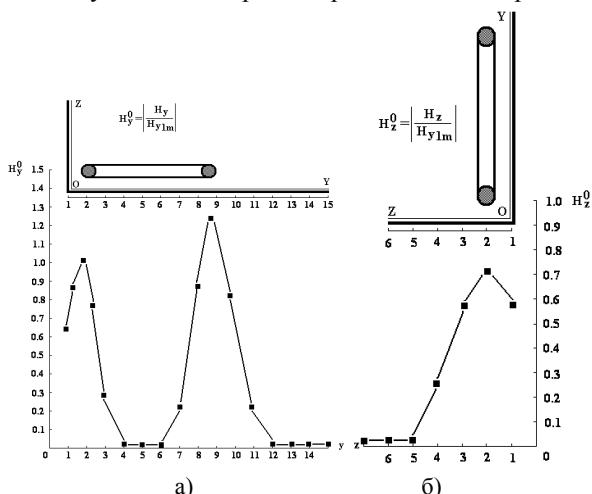 Z
H⁰y = |Hy / Hy1m|
O
Y
H⁰y
1 2 3 4 5 6 7 8 9 10 11 12 13 14 15
1.5
1.4
1.3
1.2
1.1
1.0
0.9
0.8
0.7
0.6
0.5
0.4
0.3
0.2
0.1
0
1 2 3 4 5 6 7 8 9 10 11 12 13 14
y
а)
Y
H⁰z = |Hz / Hy1m|
Z
O
6 5 4 3 2 1
H⁰z
1.0
0.9
0.8
0.7
0.6
0.5
0.4
0.3
0.2
0.1
0
z
6 5 4 3 2 1
б)